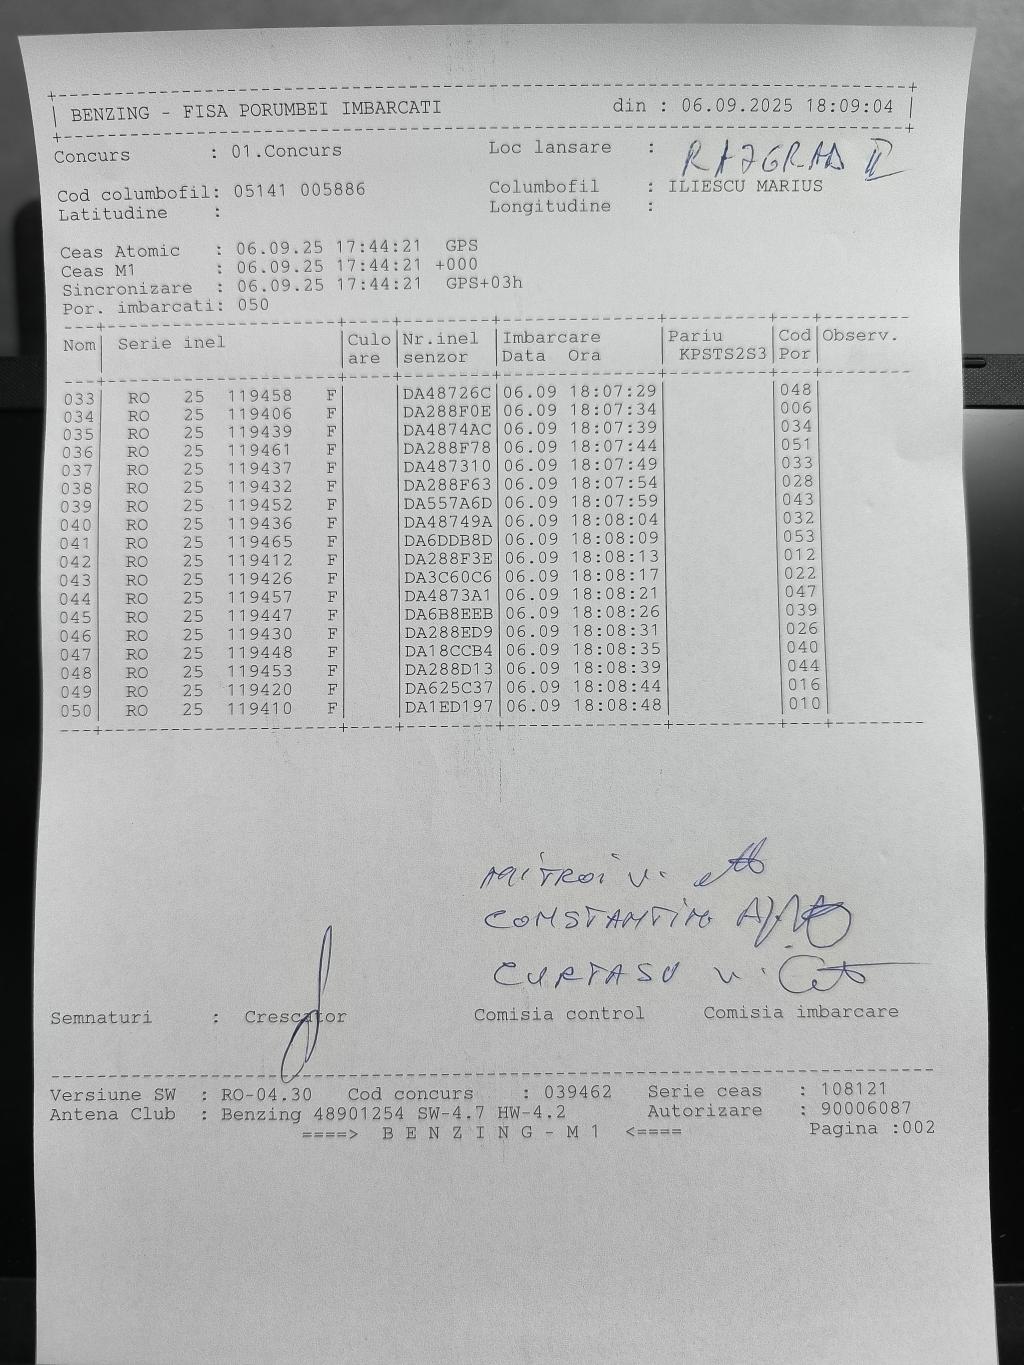 BENZING - FISA PORUMBEI IMBARCATI din : 06.09.2025 18:09:04
Concurs : 01.Concurs Loc lansare : RAZGRAD II
Cod columbofil: 05141 005886 Columbofil : ILIESCU MARIUS
Latitudine : Longitudine :
Ceas Atomic : 06.09.25 17:44:21 GPS
Ceas M1 : 06.09.25 17:44:21 +000
Sincronizare : 06.09.25 17:44:21 GPS+03h
Por. imbarcati: 050
Nom Serie inel Culo Nr.inel Imbarcare Pariu Cod Observ.
are senzor Data Ora KPSTS2S3 Por
033 RO 25 119458 F DA48726C 06.09 18:07:29 048
034 RO 25 119406 F DA288F0E 06.09 18:07:34 006
035 RO 25 119439 F DA4874AC 06.09 18:07:39 034
036 RO 25 119461 F DA288F78 06.09 18:07:44 051
037 RO 25 119437 F DA487310 06.09 18:07:49 033
038 RO 25 119432 F DA288F63 06.09 18:07:54 028
039 RO 25 119452 F DA557A6D 06.09 18:07:59 043
040 RO 25 119436 F DA48749A 06.09 18:08:04 032
041 RO 25 119465 F DA6DDB8D 06.09 18:08:09 053
042 RO 25 119412 F DA288F3E 06.09 18:08:13 012
043 RO 25 119426 F DA3C60C6 06.09 18:08:17 022
044 RO 25 119457 F DA4873A1 06.09 18:08:21 047
045 RO 25 119447 F DA6B8EEB 06.09 18:08:26 039
046 RO 25 119430 F DA288ED9 06.09 18:08:31 026
047 RO 25 119448 F DA18CCB4 06.09 18:08:35 040
048 RO 25 119453 F DA288D13 06.09 18:08:39 044
049 RO 25 119420 F DA625C37 06.09 18:08:44 016
050 RO 25 119410 F DA1ED197 06.09 18:08:48 010
MITROI V.
CONSTANTIN
CURTASU V.
Semnaturi : Crescator Comisia control Comisia imbarcare
Versiune SW : RO-04.30 Cod concurs : 039462 Serie ceas : 108121
Antena Club : Benzing 48901254 SW-4.7 HW-4.2 Autorizare : 90006087
====> B E N Z I N G - M 1 <==== Pagina :002